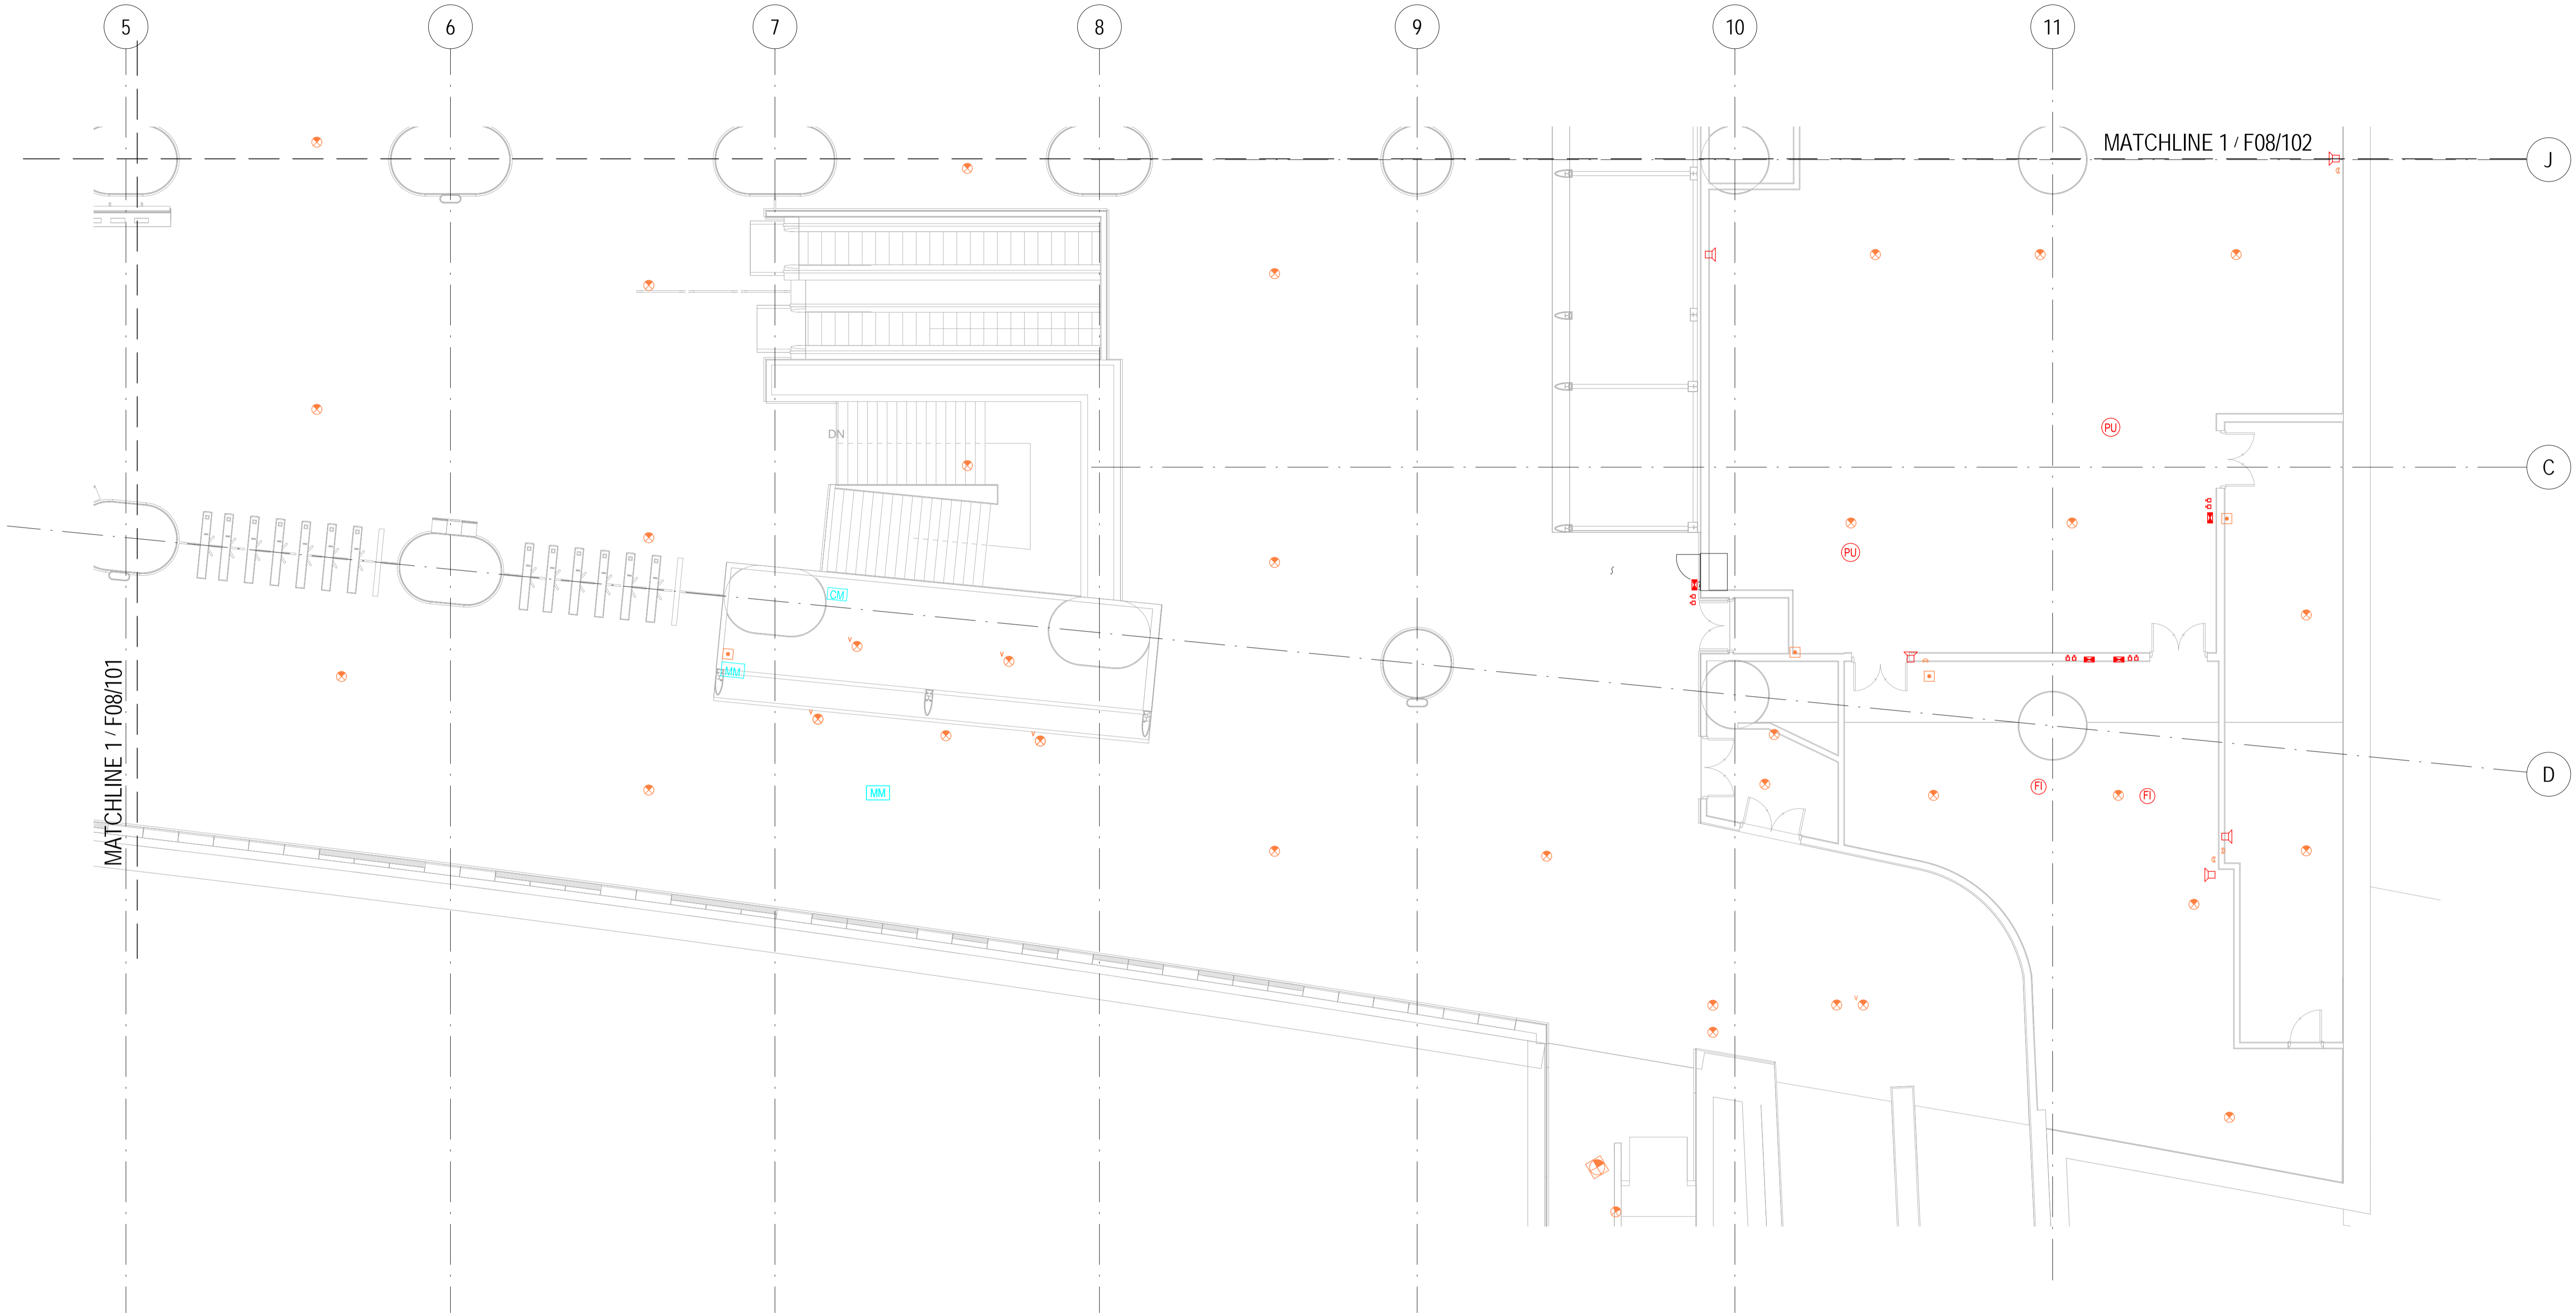 5 6 7 8 9 10 11
MATCHLINE 1 / F08/102
J
PU
DN
C
PU
CM
V
V
MM
MATCHLINE 1 / F08/101
V
V
D
FI
FI
MM
V